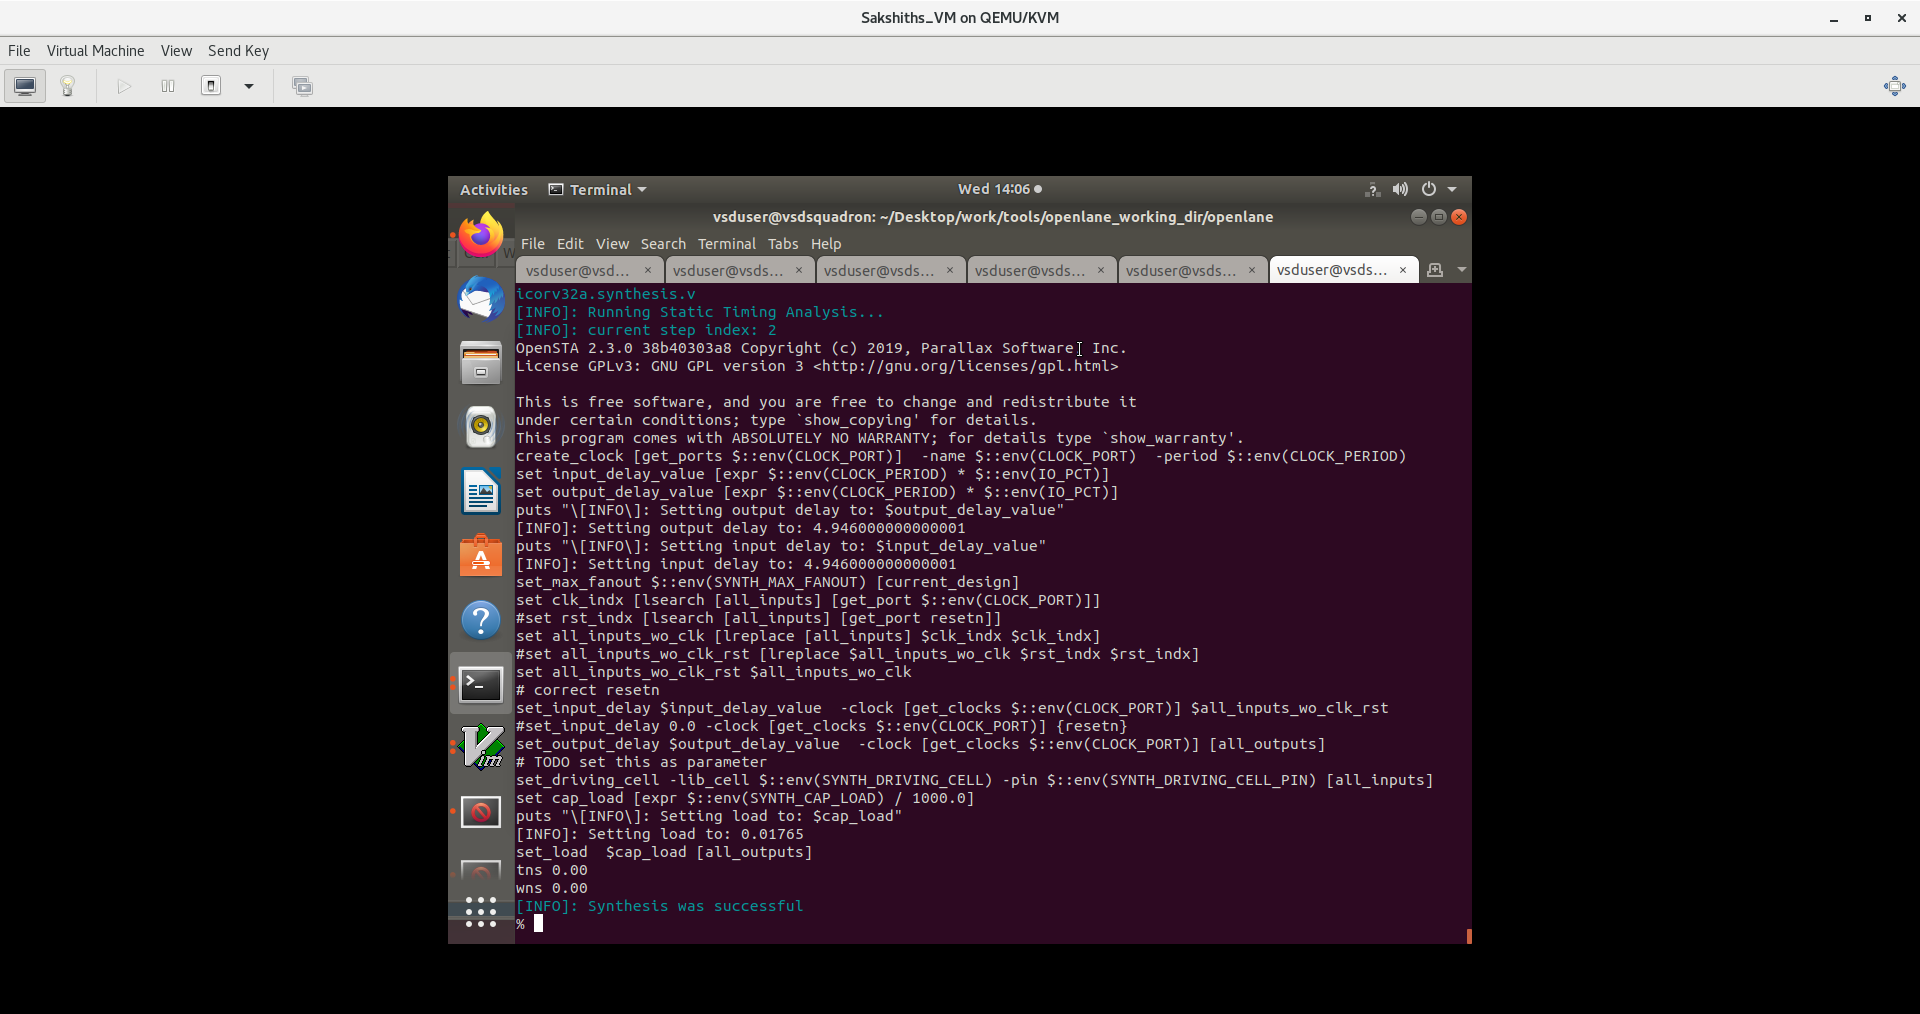 Sakshiths_VM on QEMU/KVM
File Virtual Machine View Send Key
Activities Terminal Wed 14:06
vsduser@vsdsquadron: ~/Desktop/work/tools/openlane_working_dir/openlane
File Edit View Search Terminal Tabs Help
vsduser@vsd... vsduser@vsds... vsduser@vsds... vsduser@vsds... vsduser@vsds... vsduser@vsds...
icorv32a.synthesis.v
[INFO]: Running Static Timing Analysis...
[INFO]: current step index: 2
OpenSTA 2.3.0 38b40303a8 Copyright (c) 2019, Parallax Software, Inc.
License GPLv3: GNU GPL version 3 <http://gnu.org/licenses/gpl.html>
This is free software, and you are free to change and redistribute it
under certain conditions; type `show_copying' for details.
This program comes with ABSOLUTELY NO WARRANTY; for details type `show_warranty'.
create_clock [get_ports $::env(CLOCK_PORT)]  -name $::env(CLOCK_PORT)  -period $::env(CLOCK_PERIOD)
set input_delay_value [expr $::env(CLOCK_PERIOD) * $::env(IO_PCT)]
set output_delay_value [expr $::env(CLOCK_PERIOD) * $::env(IO_PCT)]
puts "\[INFO\]: Setting output delay to: $output_delay_value"
[INFO]: Setting output delay to: 4.946000000000001
puts "\[INFO\]: Setting input delay to: $input_delay_value"
[INFO]: Setting input delay to: 4.946000000000001
set_max_fanout $::env(SYNTH_MAX_FANOUT) [current_design]
set clk_indx [lsearch [all_inputs] [get_port $::env(CLOCK_PORT)]]
#set rst_indx [lsearch [all_inputs] [get_port resetn]]
set all_inputs_wo_clk [lreplace [all_inputs] $clk_indx $clk_indx]
#set all_inputs_wo_clk_rst [lreplace $all_inputs_wo_clk $rst_indx $rst_indx]
set all_inputs_wo_clk_rst $all_inputs_wo_clk
# correct resetn
set_input_delay $input_delay_value  -clock [get_clocks $::env(CLOCK_PORT)] $all_inputs_wo_clk_rst
#set_input_delay 0.0 -clock [get_clocks $::env(CLOCK_PORT)] {resetn}
set_output_delay $output_delay_value  -clock [get_clocks $::env(CLOCK_PORT)] [all_outputs]
# TODO set this as parameter
set_driving_cell -lib_cell $::env(SYNTH_DRIVING_CELL) -pin $::env(SYNTH_DRIVING_CELL_PIN) [all_inputs]
set cap_load [expr $::env(SYNTH_CAP_LOAD) / 1000.0]
puts "\[INFO\]: Setting load to: $cap_load"
[INFO]: Setting load to: 0.01765
set_load  $cap_load [all_outputs]
tns 0.00
wns 0.00
[INFO]: Synthesis was successful
%